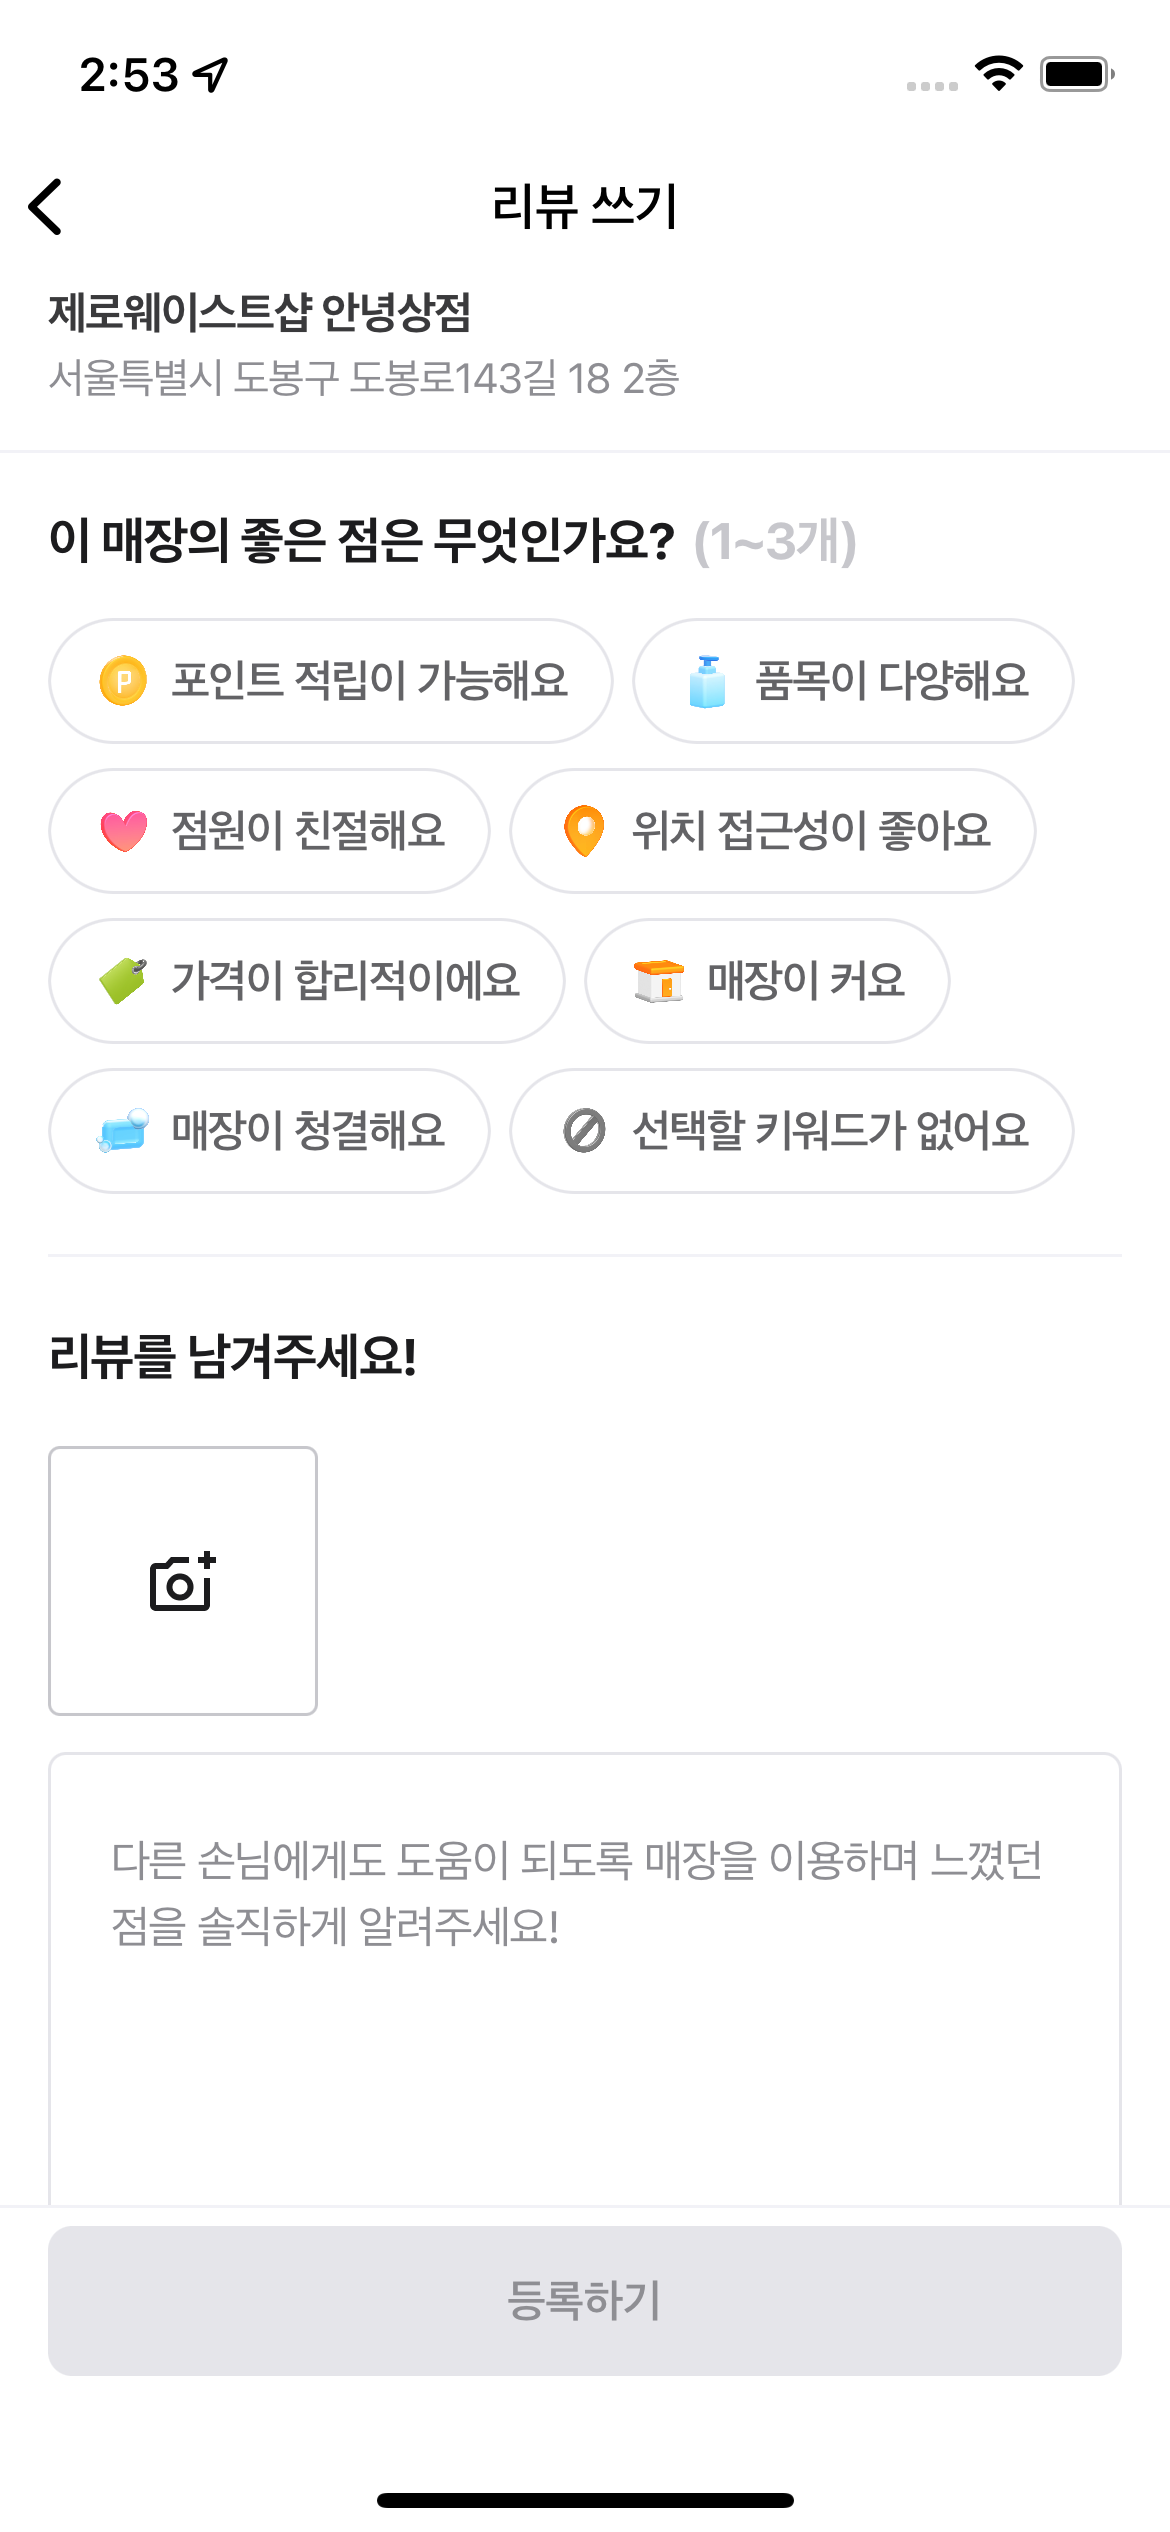 2:53
리뷰 쓰기
제로웨이스트샵 안녕상점
서울특별시 도봉구 도봉로143길 18 2층
이 매장의 좋은 점은 무엇인가요? (1~3개)
포인트 적립이 가능해요 품목이 다양해요
점원이 친절해요 위치 접근성이 좋아요
가격이 합리적이에요 매장이 커요
매장이 청결해요 선택할 키워드가 없어요
리뷰를 남겨주세요!
다른 손님에게도 도움이 되도록 매장을 이용하며 느꼈던
점을 솔직하게 알려주세요!
등록하기